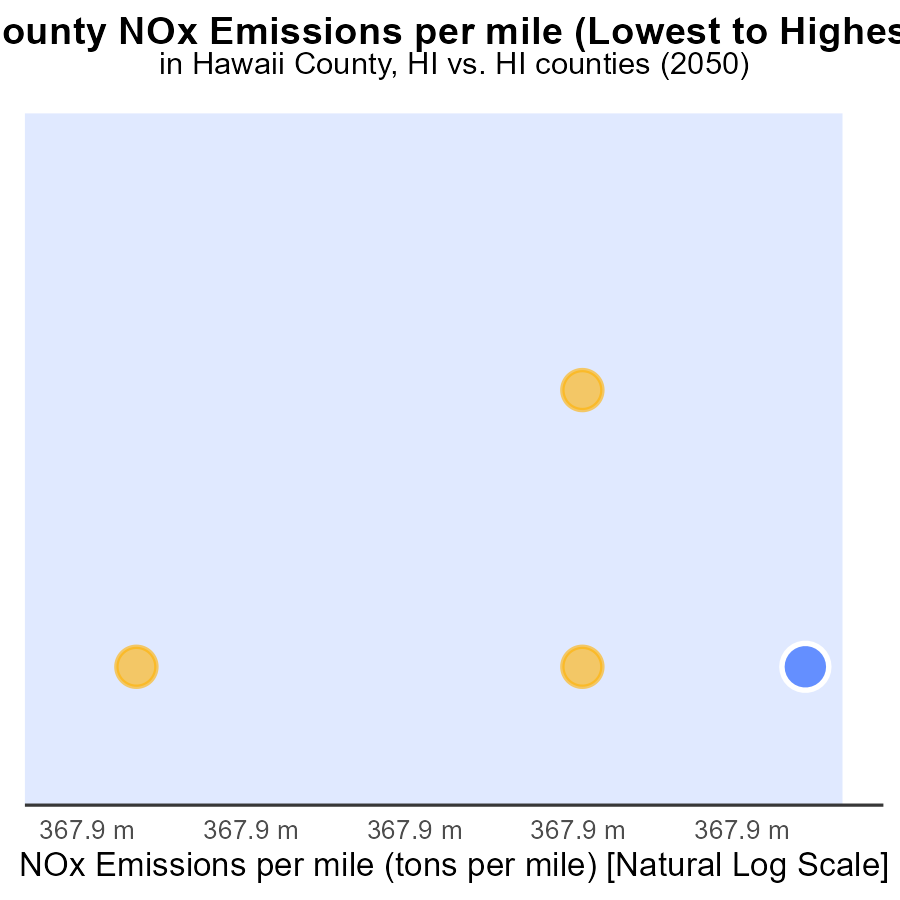 ounty NOx Emissions per mile (Lowest to Highes
in Hawaii County, HI vs. HI counties (2050)
367.9 m 367.9 m 367.9 m 367.9 m 367.9 m
NOx Emissions per mile (tons per mile) [Natural Log Scale]